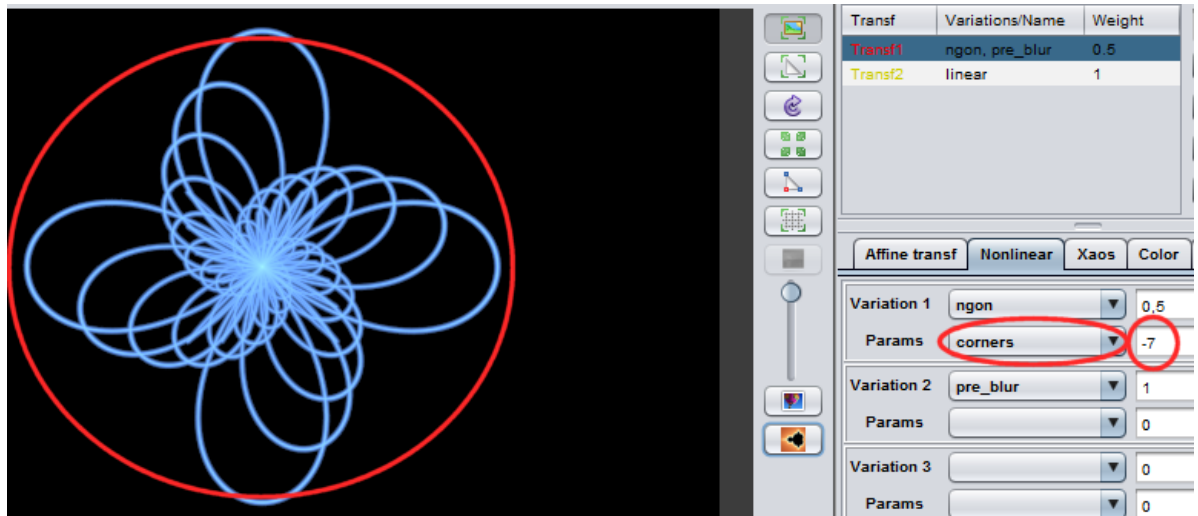 Transf Variations/Name Weight
Transf1 ngon, pre_blur 0.5
Transf2 linear 1
Affine transf Nonlinear Xaos Color
Variation 1 ngon 0,5
Params corners -7
Variation 2 pre_blur 1
Params 0
Variation 3 0
Params 0